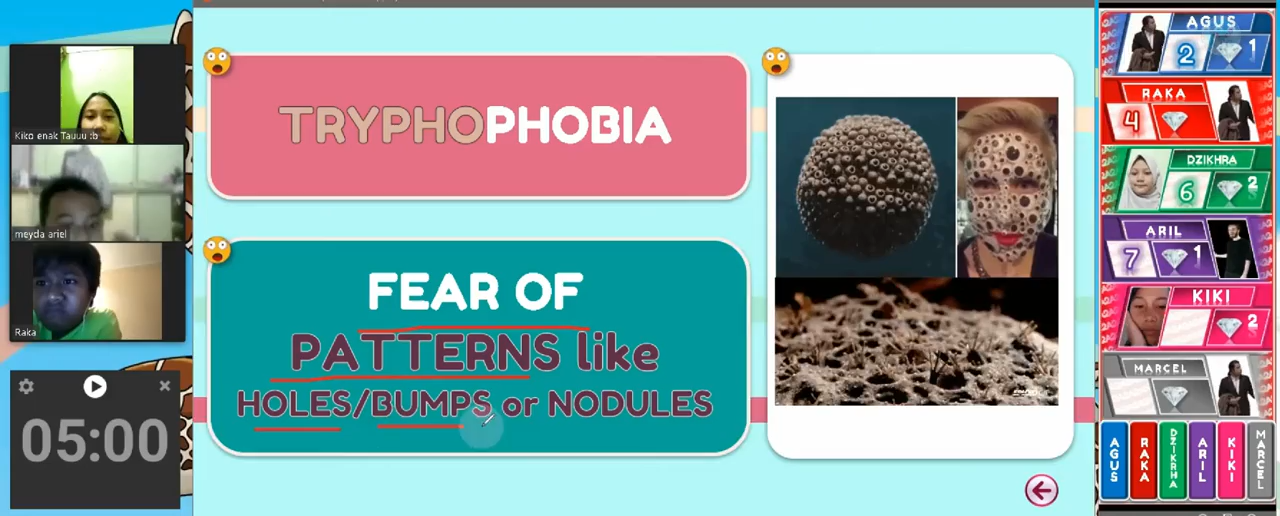 Kiko enak Tauuu :b
meyda ariel
Raka
05:00
TRYPHOPHOBIA
FEAR OF
PATTERNS like
HOLES/BUMPS or NODULES
AGUS
2
1
RAKA
4
DZIKHRA
6
2
ARIL
7
1
KIKI
2
MARCEL
AGUS
RAKA
DZIKRHA
ARIL
KIKI
MARCEL